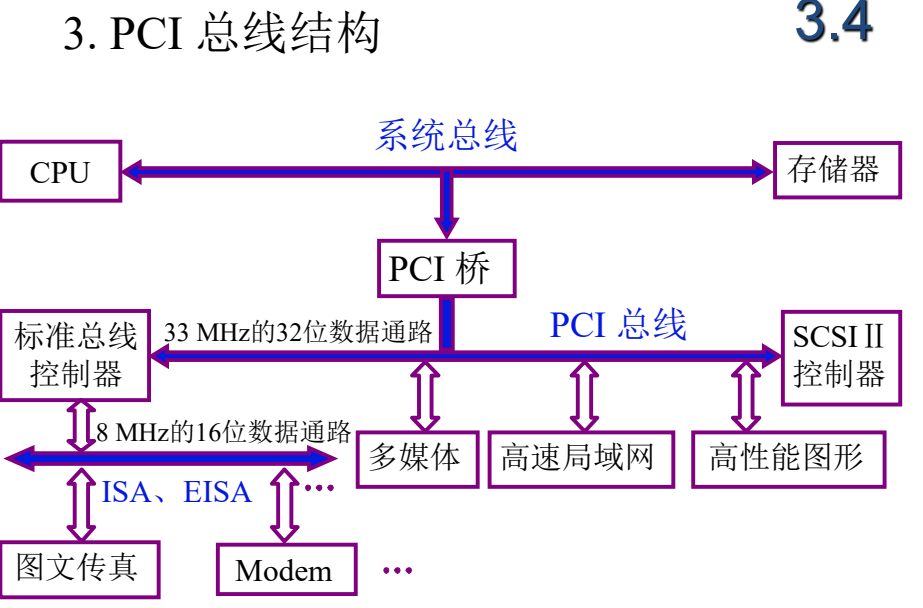 3. PCI 总线结构
3.4
系统总线
CPU
存储器
PCI 桥
33 MHz的32位数据通路
PCI 总线
标准总线
控制器
SCSI Ⅱ
控制器
8 MHz的16位数据通路
多媒体
高速局域网
高性能图形
ISA、EISA
…
图文传真
Modem
…